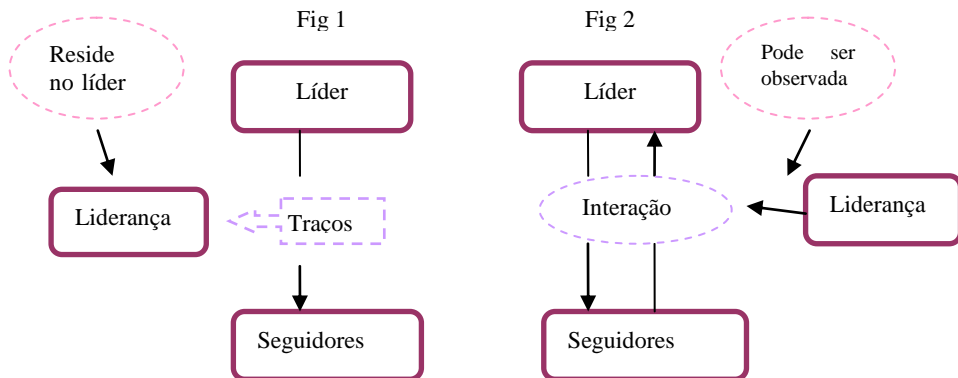 Fig 1
Reside
no líder
Líder
Liderança
Traços
Seguidores
Fig 2
Líder
Pode ser
observada
Interação
Liderança
Seguidores